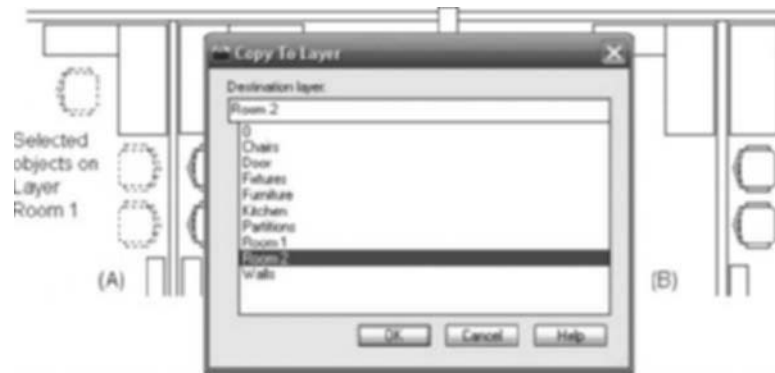 Copy To Layer
Destination layer:
Room 2
0
Chairs
Door
Fixtures
Furniture
Kitchen
Partitions
Room 1
Room 2
Walls
OK
Cancel
Help
Selected
objects on
Layer
Room 1
(A)
(B)